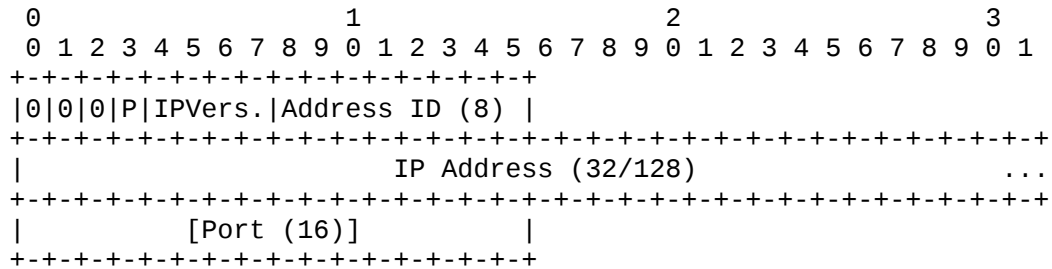 0                   1                   2                   3
 0 1 2 3 4 5 6 7 8 9 0 1 2 3 4 5 6 7 8 9 0 1 2 3 4 5 6 7 8 9 0 1
+-+-+-+-+-+-+-+-+-+-+-+-+-+-+-+-+
|0|0|0|P|IPVers.|Address ID (8) |
+-+-+-+-+-+-+-+-+-+-+-+-+-+-+-+-+-+-+-+-+-+-+-+-+-+-+-+-+-+-+-+-+
|                       IP Address (32/128)                   ...
+-+-+-+-+-+-+-+-+-+-+-+-+-+-+-+-+-+-+-+-+-+-+-+-+-+-+-+-+-+-+-+-+
|          [Port (16)]          |
+-+-+-+-+-+-+-+-+-+-+-+-+-+-+-+-+